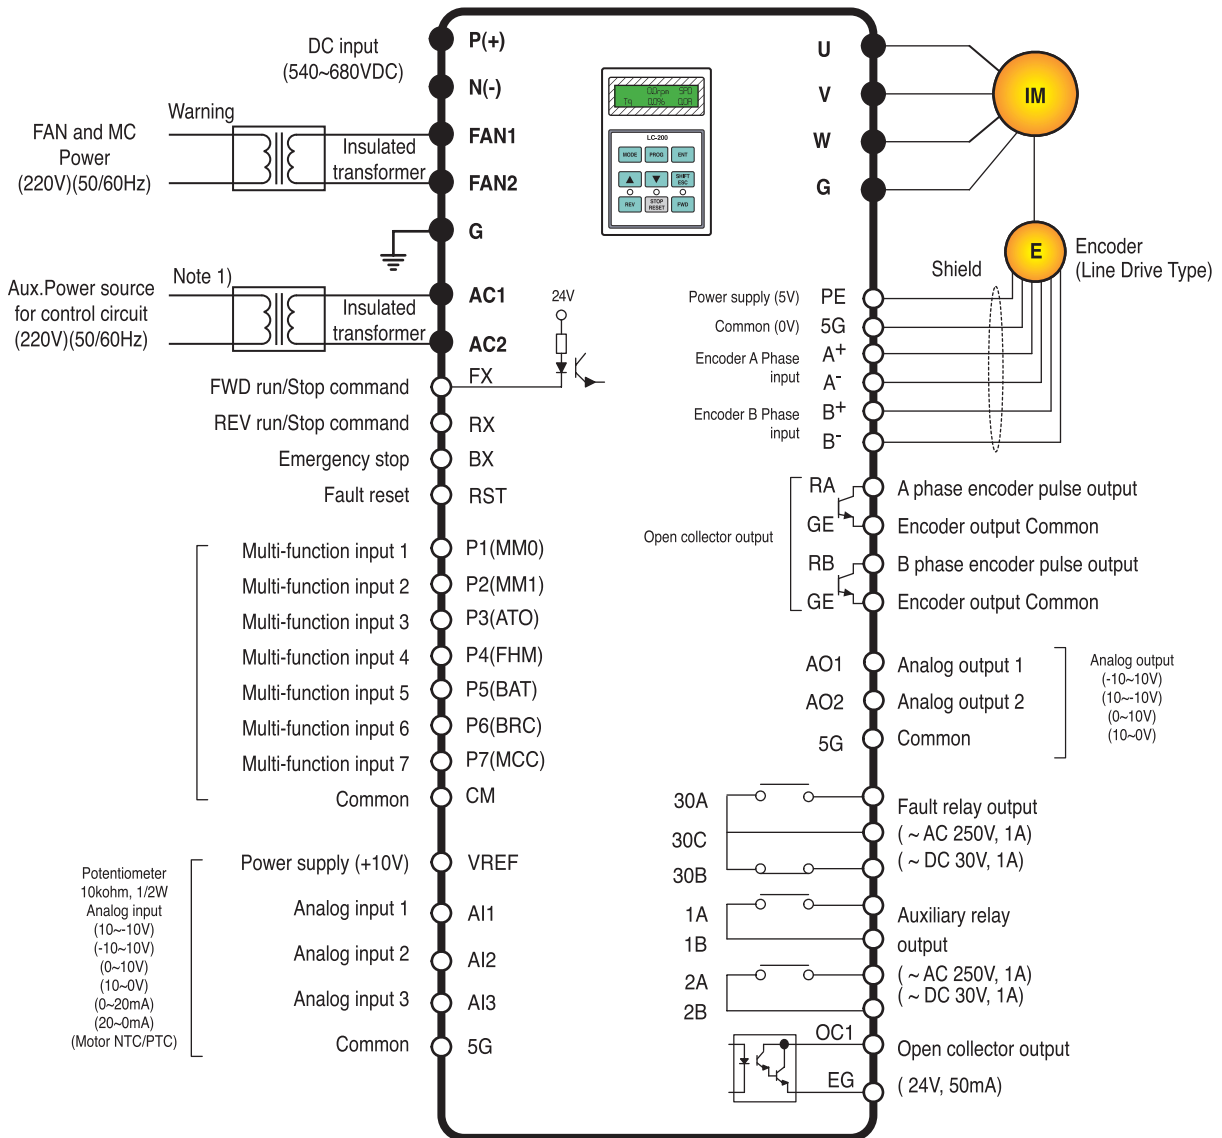 DC input
(540~680VDC)
P(+)
N(-)
Warning
FAN and MC
Power
(220V)(50/60Hz)
Insulated
transformer
FAN1
FAN2
G
Note 1)
Aux.Power source
for control circuit
(220V)(50/60Hz)
Insulated
transformer
AC1
AC2
24V
FWD run/Stop command
FX
REV run/Stop command
RX
Emergency stop
BX
Fault reset
RST
Multi-function input 1
P1(MM0)
Multi-function input 2
P2(MM1)
Multi-function input 3
P3(ATO)
Multi-function input 4
P4(FHM)
Multi-function input 5
P5(BAT)
Multi-function input 6
P6(BRC)
Multi-function input 7
P7(MCC)
Common
CM
Potentiometer
10kohm, 1/2W
Analog input
(10~-10V)
(-10~10V)
(0~10V)
(10~0V)
(0~20mA)
(20~0mA)
(Motor NTC/PTC)
Power supply (+10V)
VREF
Analog input 1
AI1
Analog input 2
AI2
Analog input 3
AI3
Common
5G
0.0rpm SPD
Tq 0.0% 0.0A
LC-200
MODE
PROG
ENT
SHIFT
ESC
REV
STOP
RESET
FWD
U
V
W
G
IM
E
Encoder
(Line Drive Type)
Shield
Power supply (5V)
PE
Common (0V)
5G
Encoder A Phase
input
A+
A-
Encoder B Phase
input
B+
B-
Open collector output
RA
A phase encoder pulse output
GE
Encoder output Common
RB
B phase encoder pulse output
GE
Encoder output Common
AO1
Analog output 1
AO2
Analog output 2
5G
Common
Analog output
(-10~10V)
(10~-10V)
(0~10V)
(10~0V)
30A
30C
30B
Fault relay output
( ~ AC 250V, 1A)
( ~ DC 30V, 1A)
1A
1B
2A
2B
Auxiliary relay
output
( ~ AC 250V, 1A)
( ~ DC 30V, 1A)
OC1
EG
Open collector output
( 24V, 50mA)